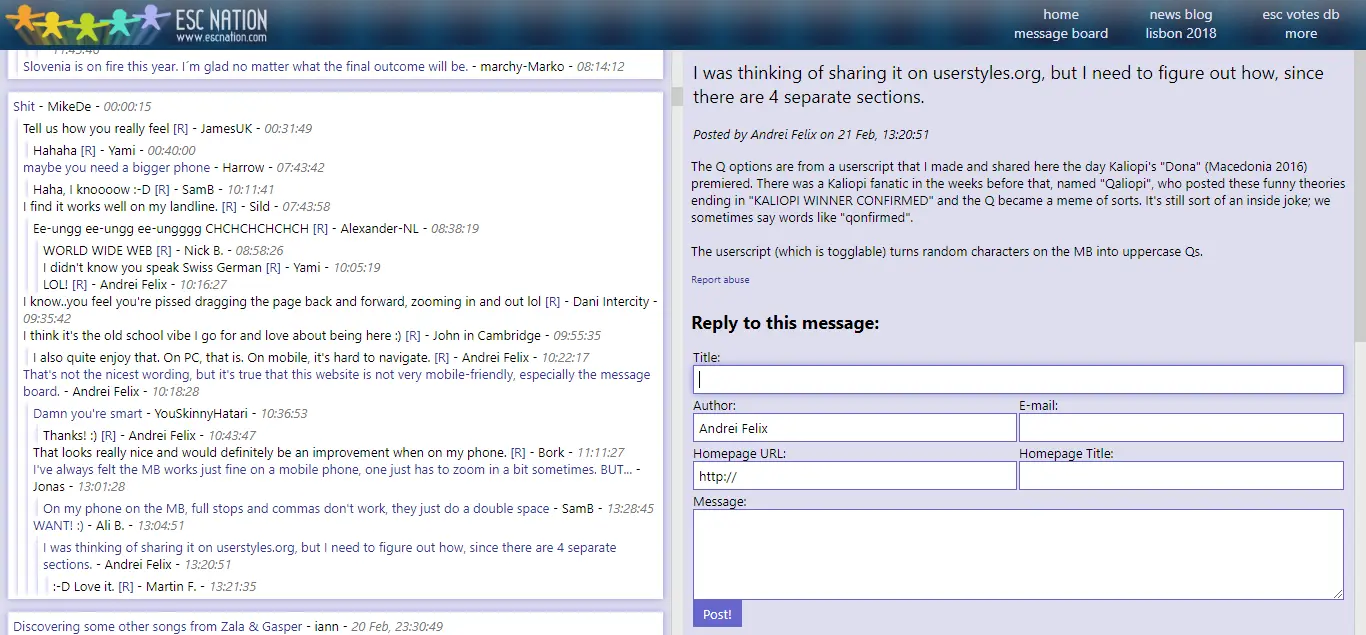 ESC NATION
www.escnation.com
home
message board
news blog
lisbon 2018
esc votes db
more
Slovenia is on fire this year. I´m glad no matter what the final outcome will be. - marchy-Marko - 08:14:12
Shit - MikeDe - 00:00:15
Tell us how you really feel [R] - JamesUK - 00:31:49
Hahaha [R] - Yami - 00:40:00
maybe you need a bigger phone - Harrow - 07:43:42
Haha, I knoooow :-D [R] - SamB - 10:11:41
I find it works well on my landline. [R] - Sild - 07:43:58
Ee-ungg ee-ungg ee-ungggg CHCHCHCHCHCH [R] - Alexander-NL - 08:38:19
WORLD WIDE WEB [R] - Nick B. - 08:58:26
I didn't know you speak Swiss German [R] - Yami - 10:05:19
LOL! [R] - Andrei Felix - 10:16:27
I know..you feel you're pissed dragging the page back and forward, zooming in and out lol [R] - Dani Intercity -
09:35:42
I think it's the old school vibe I go for and love about being here :) [R] - John in Cambridge - 09:55:35
I also quite enjoy that. On PC, that is. On mobile, it's hard to navigate. [R] - Andrei Felix - 10:22:17
That's not the nicest wording, but it's true that this website is not very mobile-friendly, especially the message
board. - Andrei Felix - 10:18:28
Damn you're smart - YouSkinnyHatari - 10:36:53
Thanks! :) [R] - Andrei Felix - 10:43:47
That looks really nice and would definitely be an improvement when on my phone. [R] - Bork - 11:11:27
I've always felt the MB works just fine on a mobile phone, one just has to zoom in a bit sometimes. BUT... -
Jonas - 13:01:28
On my phone on the MB, full stops and commas don't work, they just do a double space - SamB - 13:28:45
WANT! :) - Ali B. - 13:04:51
I was thinking of sharing it on userstyles.org, but I need to figure out how, since there are 4 separate
sections. - Andrei Felix - 13:20:51
:-D Love it. [R] - Martin F. - 13:21:35
Discovering some other songs from Zala & Gasper - iann - 20 Feb, 23:30:49
I was thinking of sharing it on userstyles.org, but I need to figure out how, since
there are 4 separate sections.
Posted by Andrei Felix on 21 Feb, 13:20:51
The Q options are from a userscript that I made and shared here the day Kaliopi's "Dona" (Macedonia 2016)
premiered. There was a Kaliopi fanatic in the weeks before that, named "Qaliopi", who posted these funny theories
ending in "KALIOPI WINNER CONFIRMED" and the Q became a meme of sorts. It's still sort of an inside joke; we
sometimes say words like "qonfirmed".
The userscript (which is togglable) turns random characters on the MB into uppercase Qs.
Report abuse
Reply to this message:
Title:
Author:
E-mail:
Andrei Felix
Homepage URL:
Homepage Title:
http://
Message:
Post!